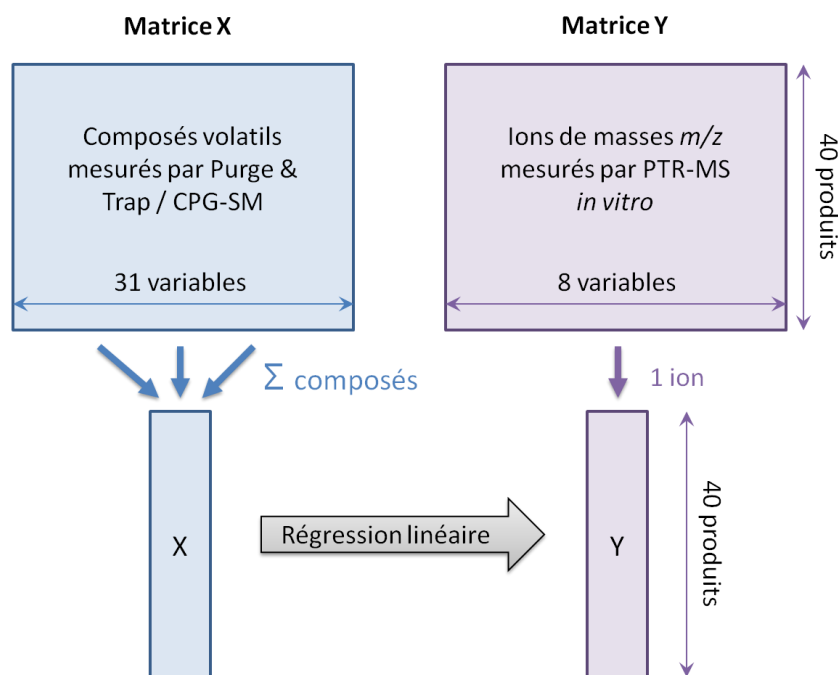 Matrice X
Matrice Y
Composés volatils
mesurés par Purge &
Trap / CPG-SM
31 variables
Ions de masses m/z
mesurés par PTR-MS
in vitro
8 variables
40 produits
Σ composés
1 ion
X
Régression linéaire
Y
40 produits